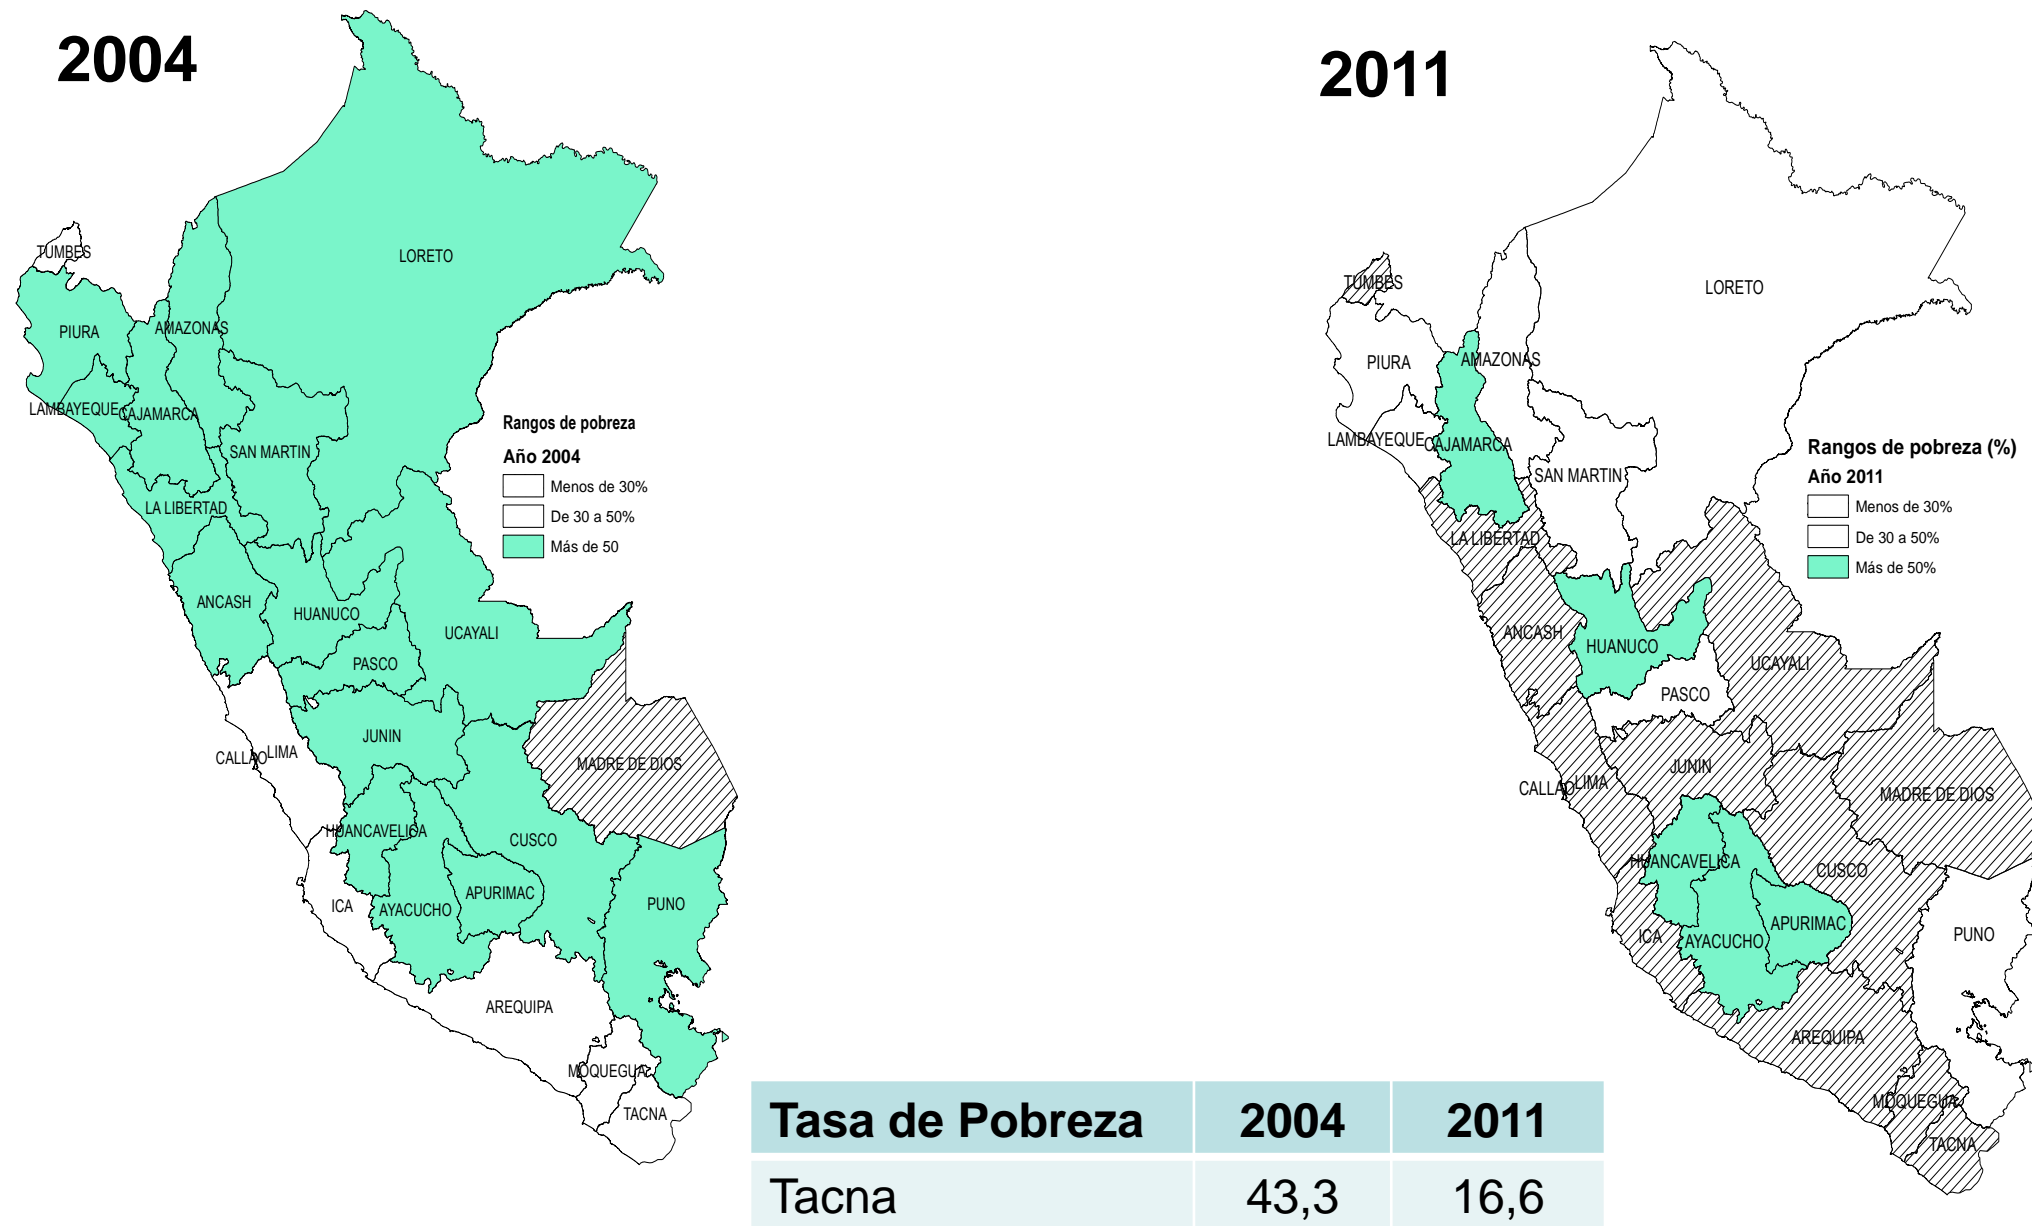 2004
TUMBES
LORETO
PIURA
AMAZONAS
LAMBAYEQUE
CAJAMARCA
SAN MARTIN
LA LIBERTAD
ANCASH
HUANUCO
UCAYALI
PASCO
JUNIN
CALLAO
LIMA
MADRE DE DIOS
HUANCAVELICA
CUSCO
ICA
AYACUCHO
APURIMAC
PUNO
AREQUIPA
MOQUEGUA
TACNA
Rangos de pobreza
Año 2004
Menos de 30%
De 30 a 50%
Más de 50
2011
TUMBES
LORETO
PIURA
AMAZONAS
LAMBAYEQUE
CAJAMARCA
SAN MARTIN
LA LIBERTAD
ANCASH
HUANUCO
UCAYALI
PASCO
JUNIN
CALLAO
LIMA
MADRE DE DIOS
HUANCAVELICA
CUSCO
ICA
AYACUCHO
APURIMAC
PUNO
AREQUIPA
MOQUEGUA
TACNA
Rangos de pobreza (%)
Año 2011
Menos de 30%
De 30 a 50%
Más de 50%
Tasa de Pobreza 2004 2011
Tacna 43,3 16,6